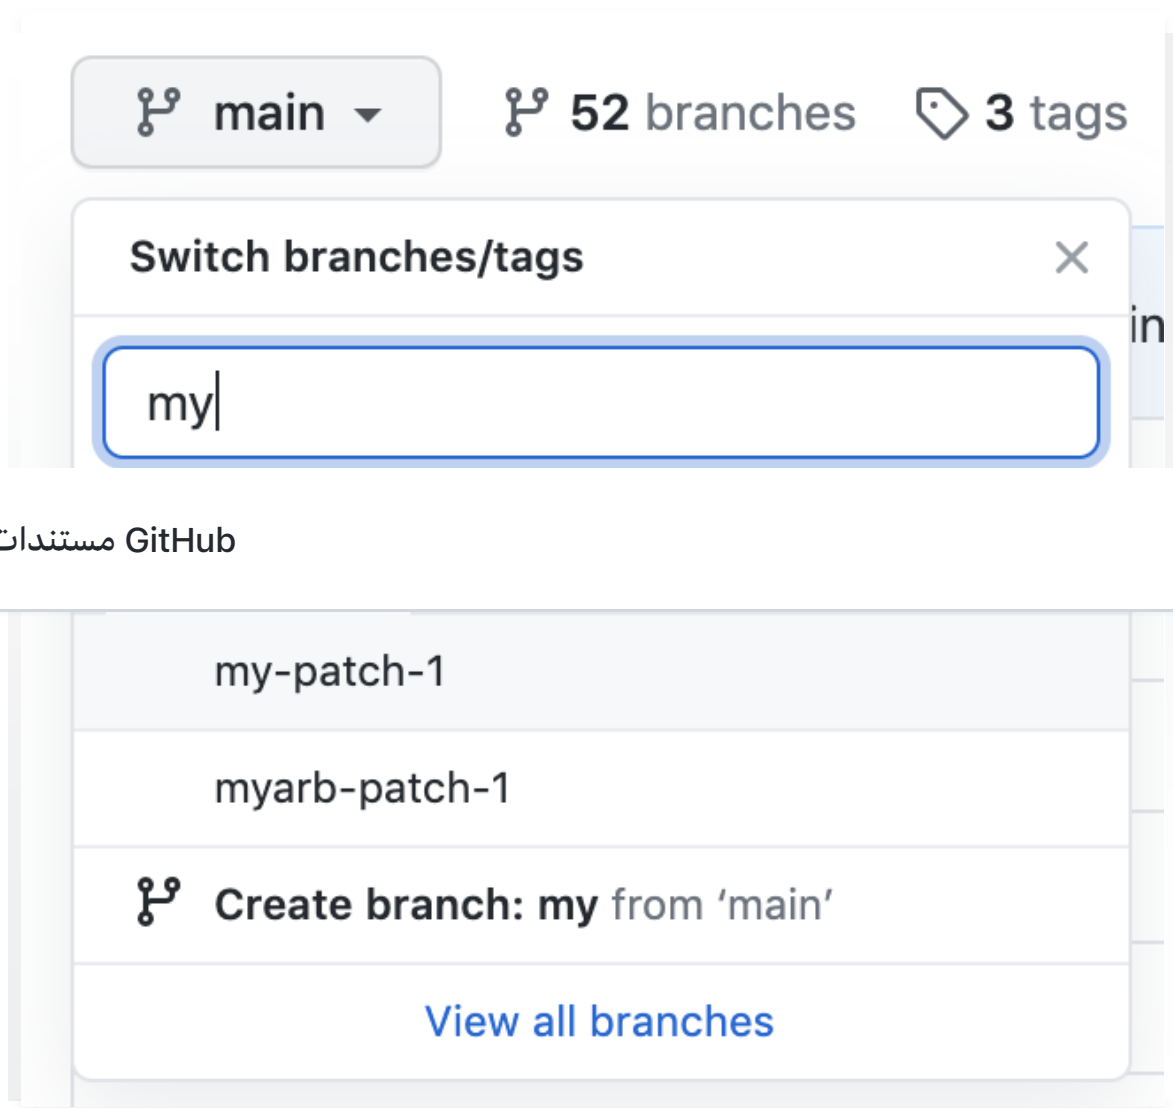 main
52 branches
3 tags
Switch branches/tags
in
my
مستندات GitHub
my-patch-1
myarb-patch-1
Create branch: my from ‘main’
View all branches